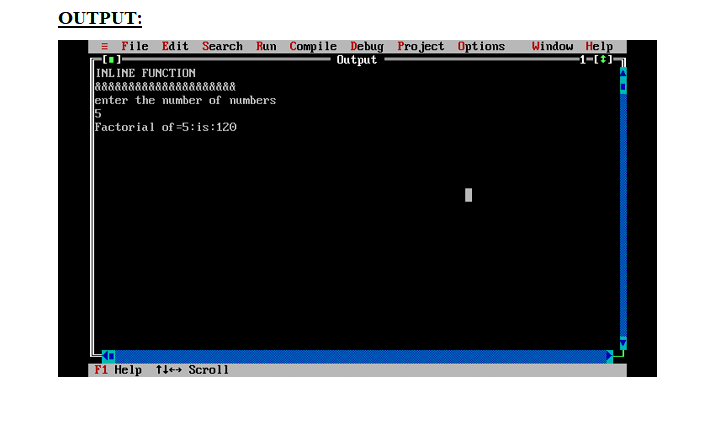 OUTPUT:
≡ File Edit Search Run Compile Debug Project Options Window Help
[■] Output 1=[↕]
INLINE FUNCTION
&&&&&&&&&&&&&&&&&&&&&
enter the number of numbers
5
Factorial of=5:is:120
F1 Help ↑↓↔ Scroll